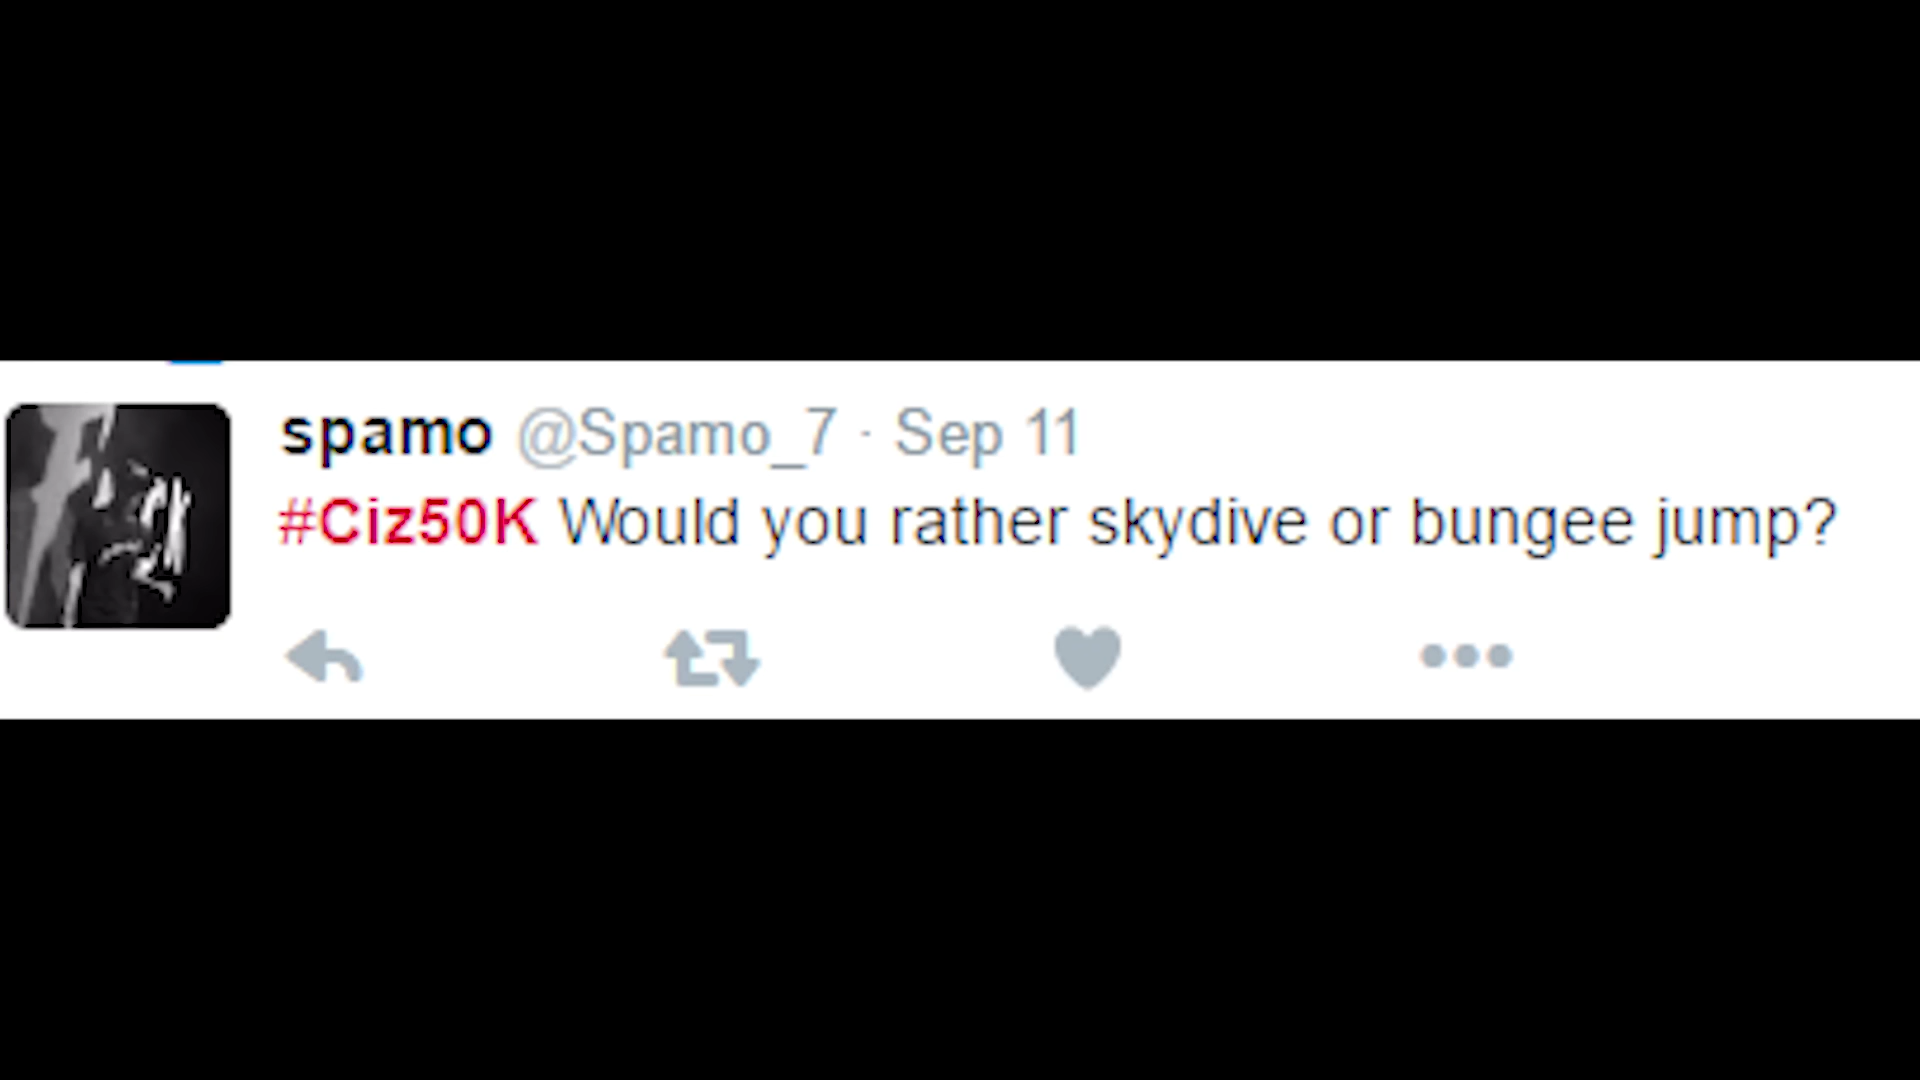 spamo @Spamo_7 · Sep 11
#Ciz50K Would you rather skydive or bungee jump?